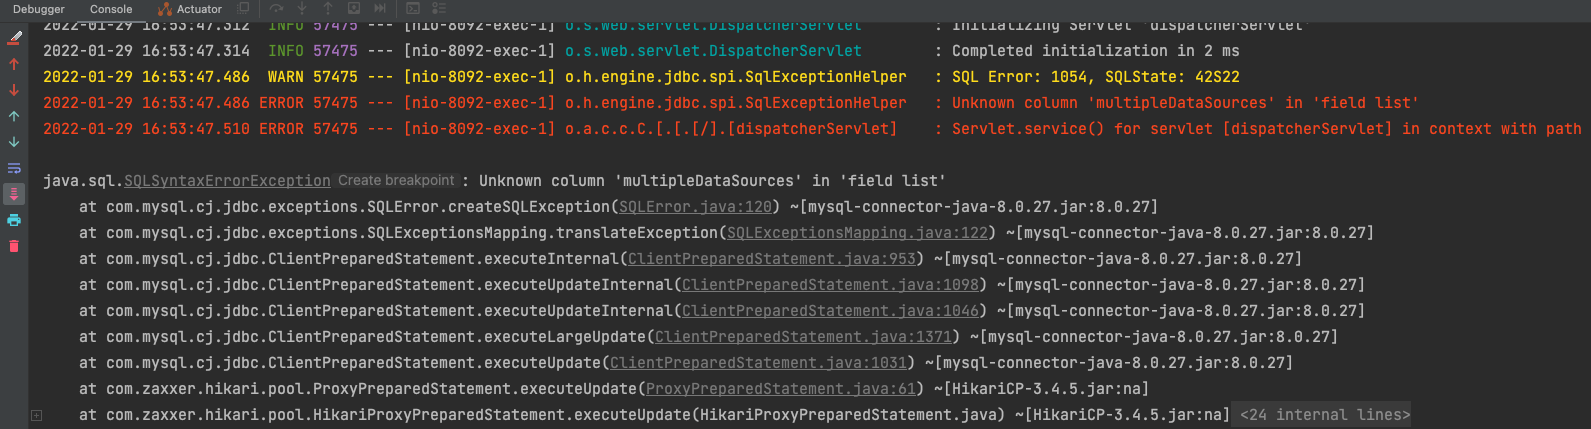 Debugger Console Actuator
2022-01-29 16:53:47.312 INFO 57475 --- [nio-8092-exec-1] o.s.web.servlet.DispatcherServlet : Initializing Servlet 'dispatcherServlet'
2022-01-29 16:53:47.314 INFO 57475 --- [nio-8092-exec-1] o.s.web.servlet.DispatcherServlet : Completed initialization in 2 ms
2022-01-29 16:53:47.486 WARN 57475 --- [nio-8092-exec-1] o.h.engine.jdbc.spi.SqlExceptionHelper : SQL Error: 1054, SQLState: 42S22
2022-01-29 16:53:47.486 ERROR 57475 --- [nio-8092-exec-1] o.h.engine.jdbc.spi.SqlExceptionHelper : Unknown column 'multipleDataSources' in 'field list'
2022-01-29 16:53:47.510 ERROR 57475 --- [nio-8092-exec-1] o.a.c.c.C.[.[.[/].[dispatcherServlet] : Servlet.service() for servlet [dispatcherServlet] in context with path
java.sql.SQLSyntaxErrorException Create breakpoint : Unknown column 'multipleDataSources' in 'field list'
at com.mysql.cj.jdbc.exceptions.SQLError.createSQLException(SQLError.java:120) ~[mysql-connector-java-8.0.27.jar:8.0.27]
at com.mysql.cj.jdbc.exceptions.SQLExceptionsMapping.translateException(SQLExceptionsMapping.java:122) ~[mysql-connector-java-8.0.27.jar:8.0.27]
at com.mysql.cj.jdbc.ClientPreparedStatement.executeInternal(ClientPreparedStatement.java:953) ~[mysql-connector-java-8.0.27.jar:8.0.27]
at com.mysql.cj.jdbc.ClientPreparedStatement.executeUpdateInternal(ClientPreparedStatement.java:1098) ~[mysql-connector-java-8.0.27.jar:8.0.27]
at com.mysql.cj.jdbc.ClientPreparedStatement.executeUpdateInternal(ClientPreparedStatement.java:1046) ~[mysql-connector-java-8.0.27.jar:8.0.27]
at com.mysql.cj.jdbc.ClientPreparedStatement.executeLargeUpdate(ClientPreparedStatement.java:1371) ~[mysql-connector-java-8.0.27.jar:8.0.27]
at com.mysql.cj.jdbc.ClientPreparedStatement.executeUpdate(ClientPreparedStatement.java:1031) ~[mysql-connector-java-8.0.27.jar:8.0.27]
at com.zaxxer.hikari.pool.ProxyPreparedStatement.executeUpdate(ProxyPreparedStatement.java:61) ~[HikariCP-3.4.5.jar:na]
at com.zaxxer.hikari.pool.HikariProxyPreparedStatement.executeUpdate(HikariProxyPreparedStatement.java) ~[HikariCP-3.4.5.jar:na] <24 internal lines>